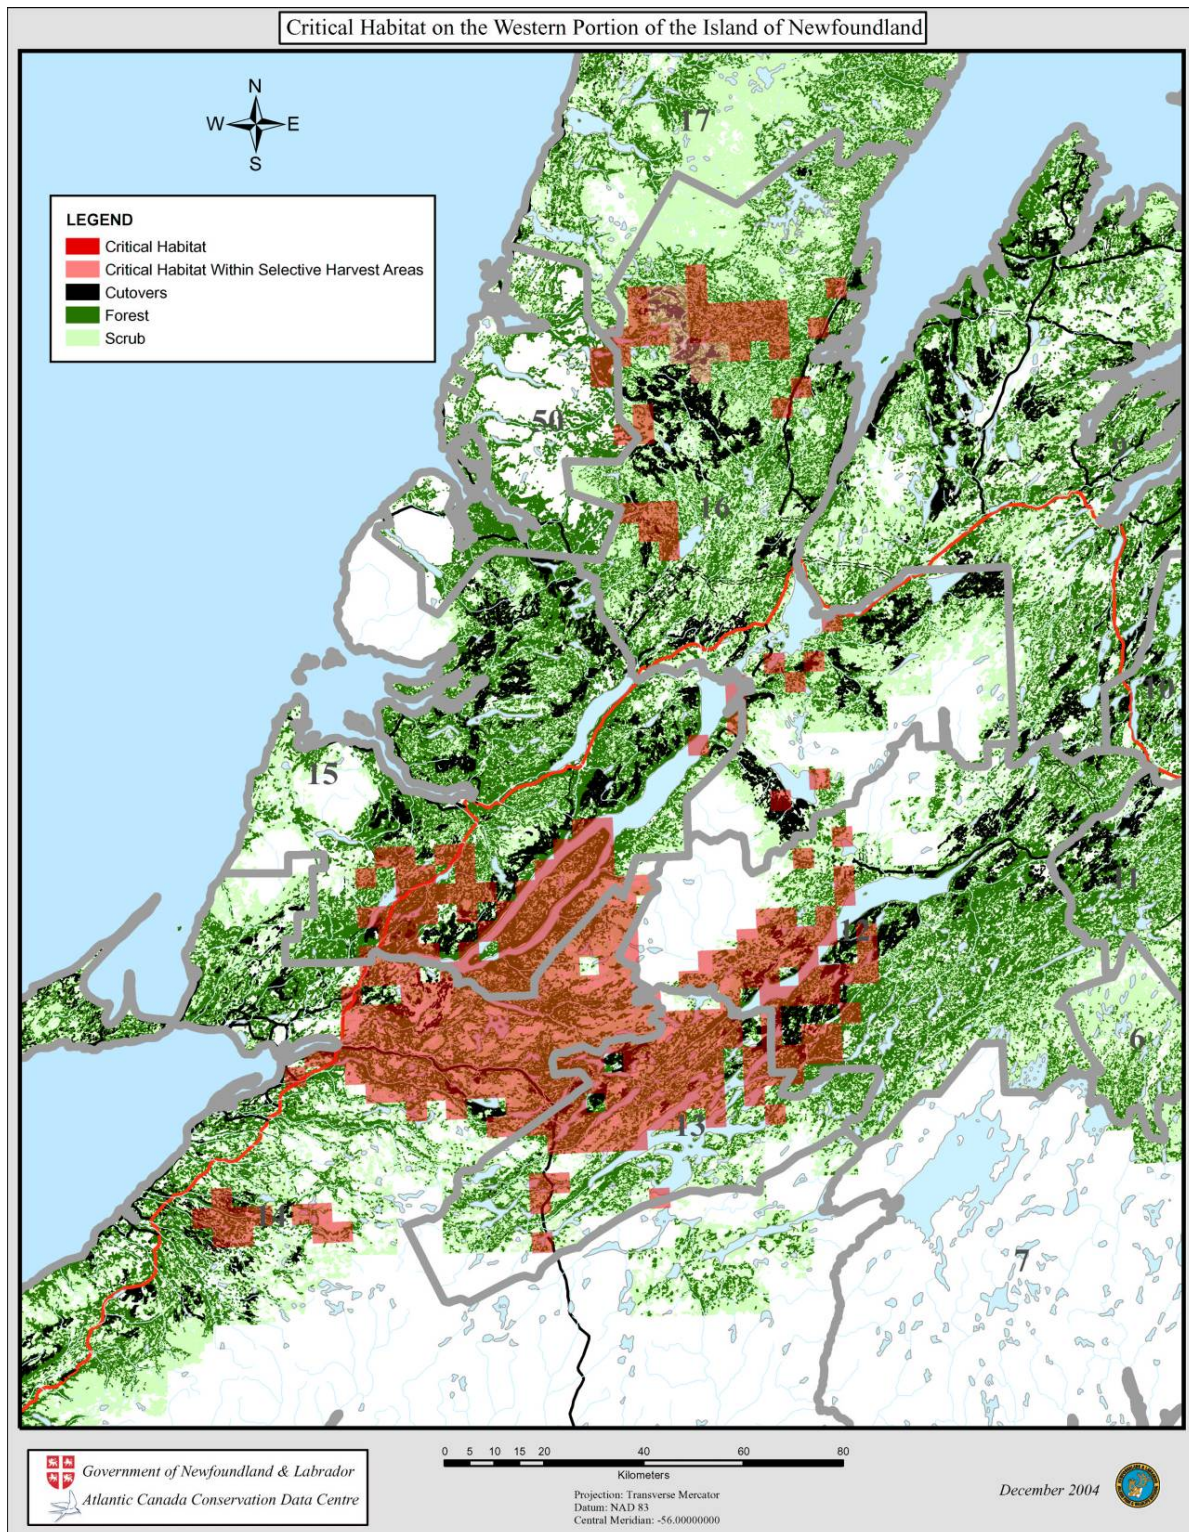 Critical Habitat on the Western Portion of the Island of Newfoundland
N
W E
S
17
LEGEND
Critical Habitat
Critical Habitat Within Selective Harvest Areas
Cutovers
Forest
Scrub
50
9
16
10
15
11
12
6
13
14
7
0 5 10 15 20 40 60 80
Kilometers
Government of Newfoundland & Labrador
Atlantic Canada Conservation Data Centre
Projection: Transverse Mercator
Datum: NAD 83
Central Meridian: -56.00000000
December 2004